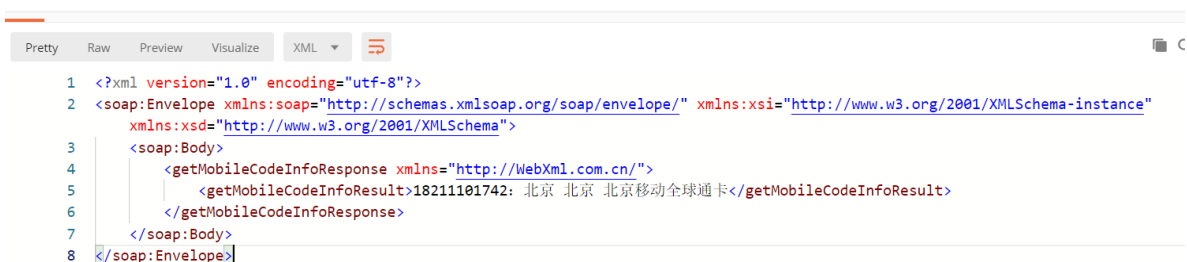 Pretty Raw Preview Visualize XML
1 <?xml version="1.0" encoding="utf-8"?>
2 <soap:Envelope xmlns:soap="http://schemas.xmlsoap.org/soap/envelope/" xmlns:xsi="http://www.w3.org/2001/XMLSchema-instance"
xmlns:xsd="http://www.w3.org/2001/XMLSchema">
3 <soap:Body>
4 <getMobileCodeInfoResponse xmlns="http://WebXml.com.cn/">
5 <getMobileCodeInfoResult>18211101742：北京 北京 北京移动全球通卡</getMobileCodeInfoResult>
6 </getMobileCodeInfoResponse>
7 </soap:Body>
8 </soap:Envelope>